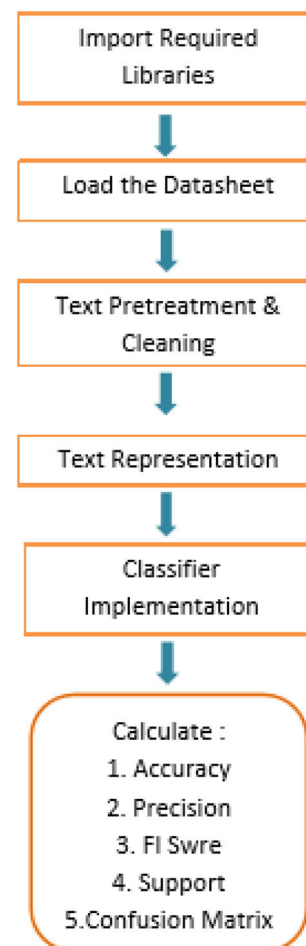 Import Required
Libraries
Load the Datasheet
Text Pretreatment &
Cleaning
Text Representation
Classifier
Implementation
Calculate :
1. Accuracy
2. Precision
3. FI Swre
4. Support
5.Confusion Matrix